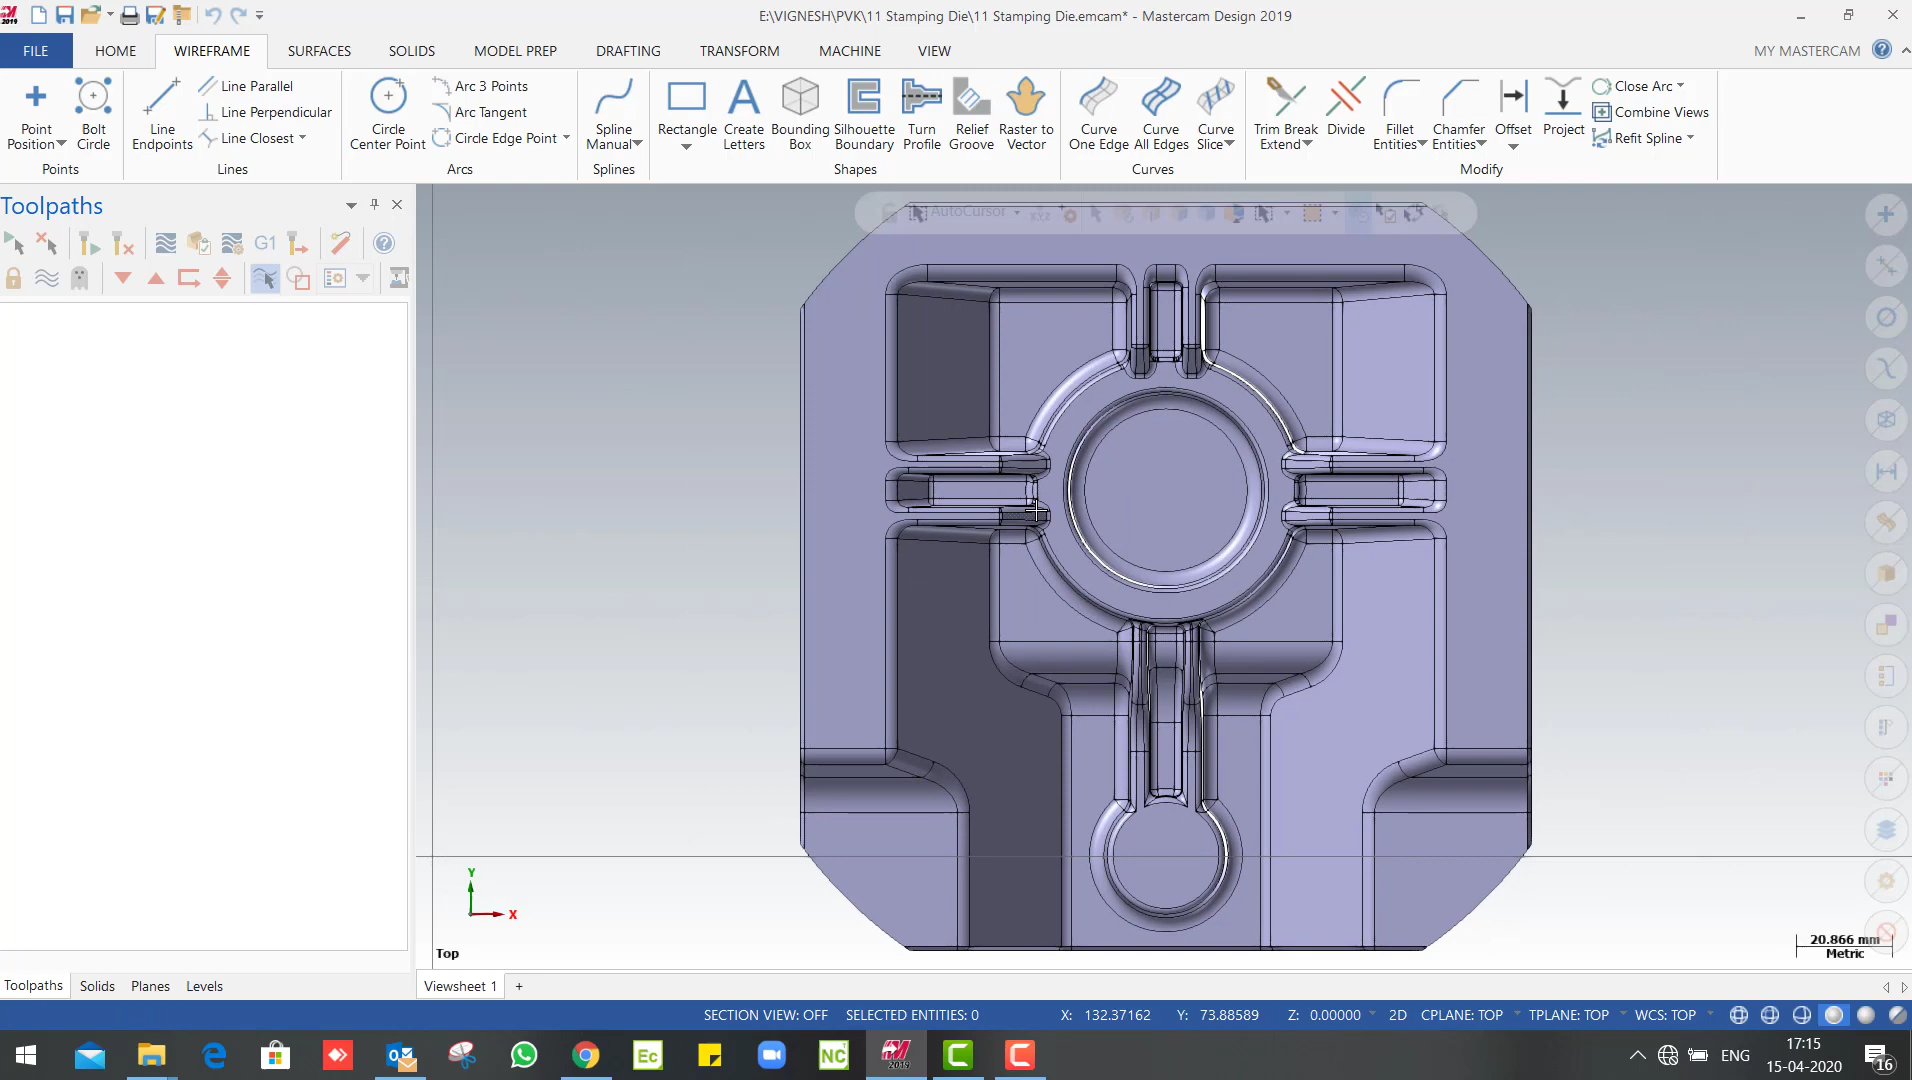 E:\VIGNESH\PVK\11 Stamping Die\11 Stamping Die.emcam* - Mastercam Design 2019
FILE HOME WIREFRAME SURFACES SOLIDS MODEL PREP DRAFTING TRANSFORM MACHINE VIEW MY MASTERCAM
Point Position
Bolt Circle
Points
Line Endpoints
Line Parallel
Line Perpendicular
Line Closest
Lines
Circle Center Point
Arc 3 Points
Arc Tangent
Circle Edge Point
Arcs
Spline Manual
Splines
Rectangle
Create Letters
Bounding Box
Silhouette Boundary
Turn Profile
Relief Groove
Raster to Vector
Shapes
Curve One Edge
Curve All Edges
Curve Slice
Curves
Trim Break Extend
Divide
Fillet Entities
Chamfer Entities
Offset
Project
Close Arc
Combine Views
Refit Spline
Modify
Toolpaths
G1
AutoCursor
Y
X
Top
20.866 mm
Metric
Toolpaths Solids Planes Levels
Viewsheet 1 +
SECTION VIEW: OFF SELECTED ENTITIES: 0 X: 132.37162 Y: 73.88589 Z: 0.00000 2D CPLANE: TOP TPLANE: TOP WCS: TOP
Ec
NC
2019
ENG
17:15
15-04-2020
16